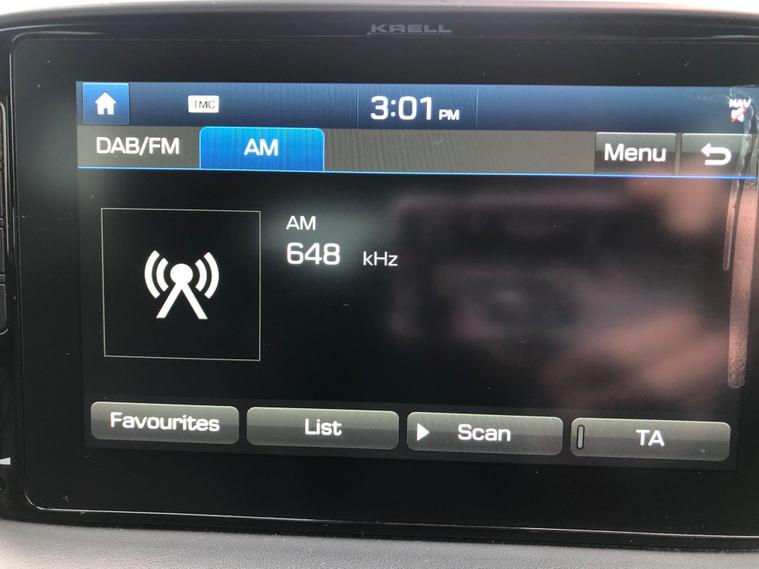 KRELL
TMC 3:01 PM NAV
DAB/FM AM Menu
AM
648 kHz
Favourites List Scan TA